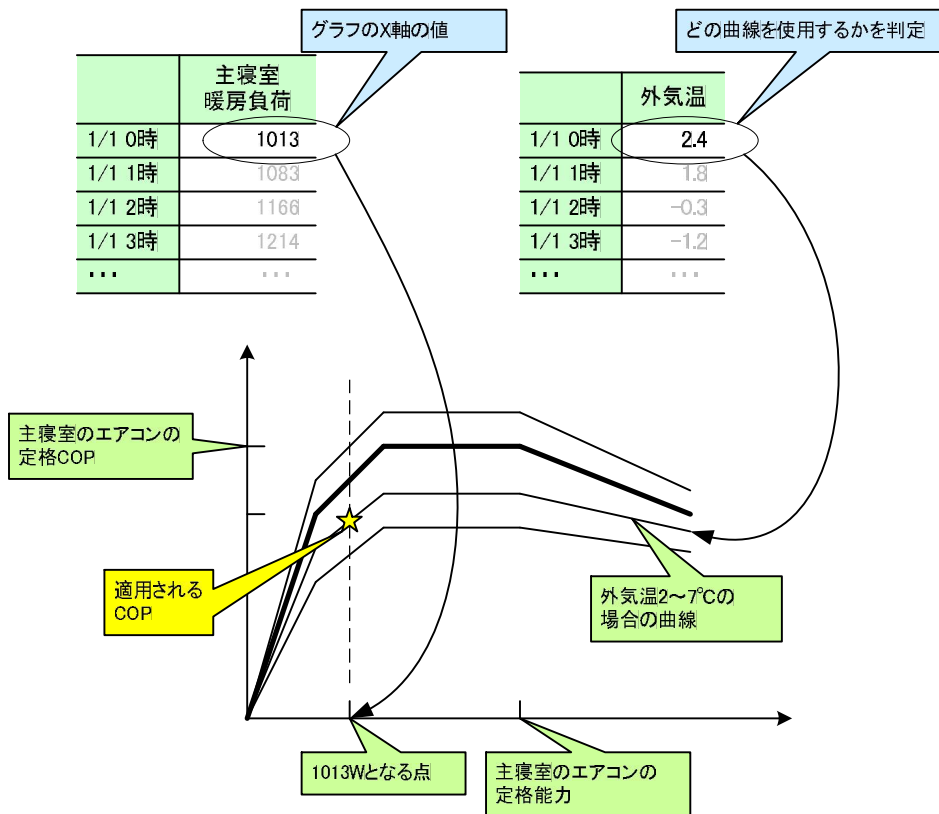 グラフのX軸の値
どの曲線を使用するかを判定
主寝室
暖房負荷
1/1 0時 1013
1/1 1時 1083
1/1 2時 1166
1/1 3時 1214
・・・ ・・・
外気温
1/1 0時 2.4
1/1 1時 1.8
1/1 2時 -0.3
1/1 3時 -1.2
・・・ ・・・
主寝室のエアコンの
定格COP
適用される
COP
外気温2～7℃の
場合の曲線
1013Wとなる点
主寝室のエアコンの
定格能力